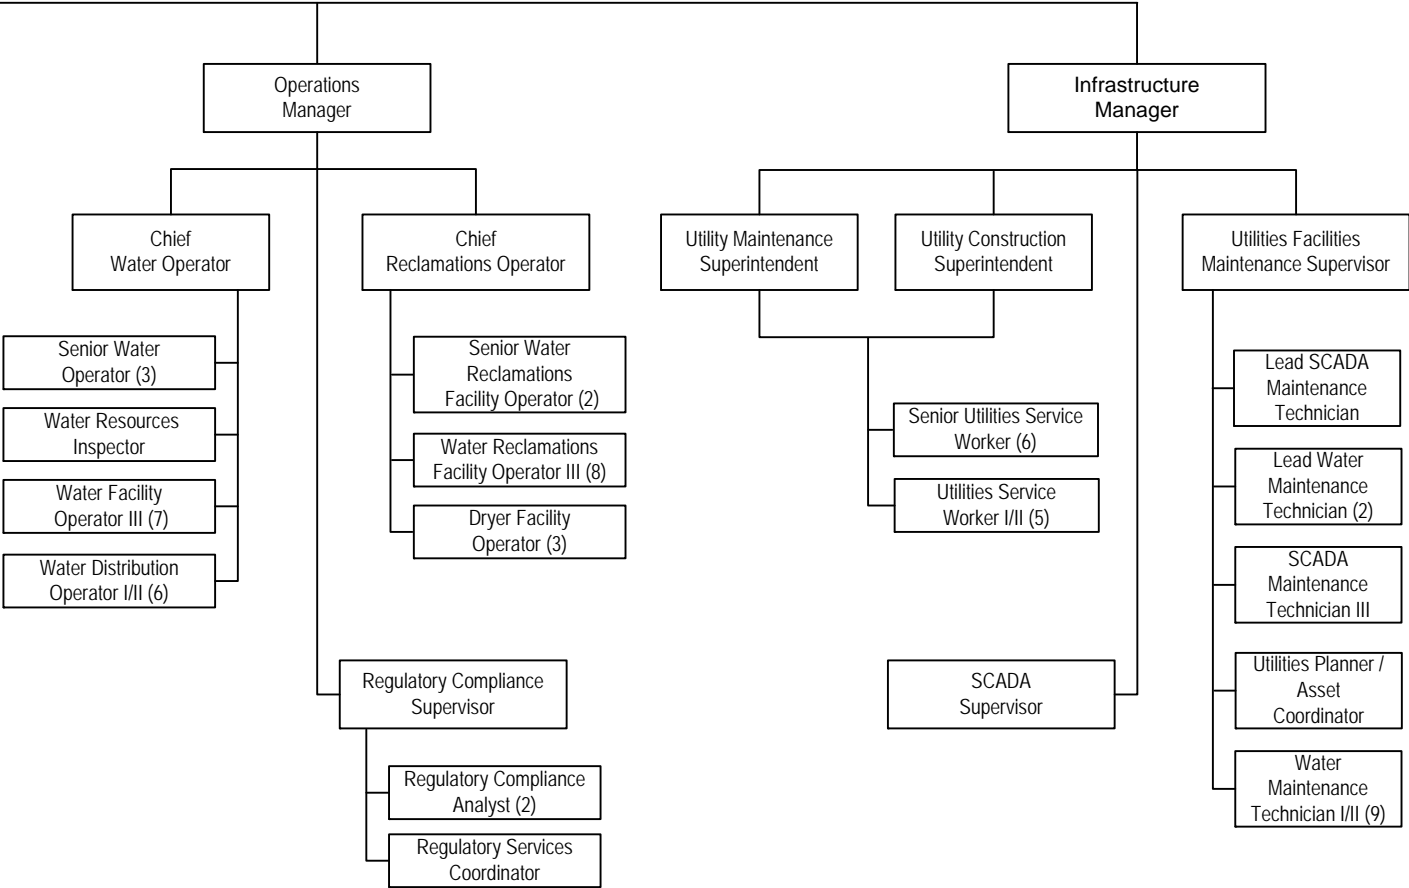 Operations
Manager
Infrastructure
Manager
Chief
Water Operator
Chief
Reclamations Operator
Utility Maintenance
Superintendent
Utility Construction
Superintendent
Utilities Facilities
Maintenance Supervisor
Senior Water
Operator (3)
Water Resources
Inspector
Water Facility
Operator III (7)
Water Distribution
Operator I/II (6)
Senior Water
Reclamations
Facility Operator (2)
Water Reclamations
Facility Operator III (8)
Dryer Facility
Operator (3)
Senior Utilities Service
Worker (6)
Utilities Service
Worker I/II (5)
Lead SCADA
Maintenance
Technician
Lead Water
Maintenance
Technician (2)
SCADA
Maintenance
Technician III
Utilities Planner /
Asset
Coordinator
Water
Maintenance
Technician I/II (9)
Regulatory Compliance
Supervisor
SCADA
Supervisor
Regulatory Compliance
Analyst (2)
Regulatory Services
Coordinator